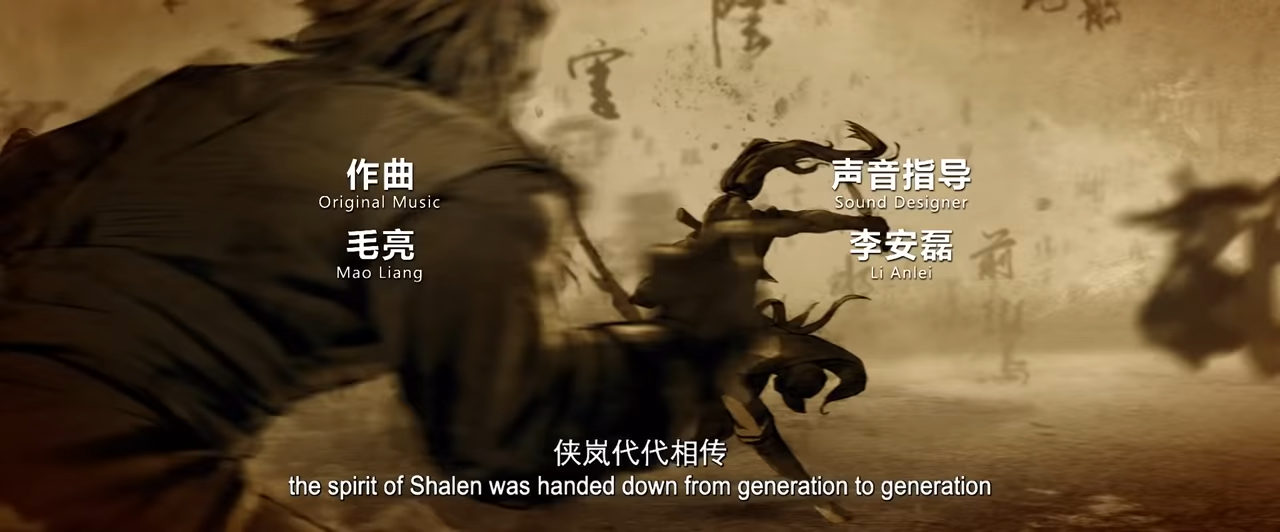 作曲
Original Music
毛亮
Mao Liang
声音指导
Sound Designer
李安磊
Li Anlei
前
侠岚代代相传
the spirit of Shalen was handed down from generation to generation